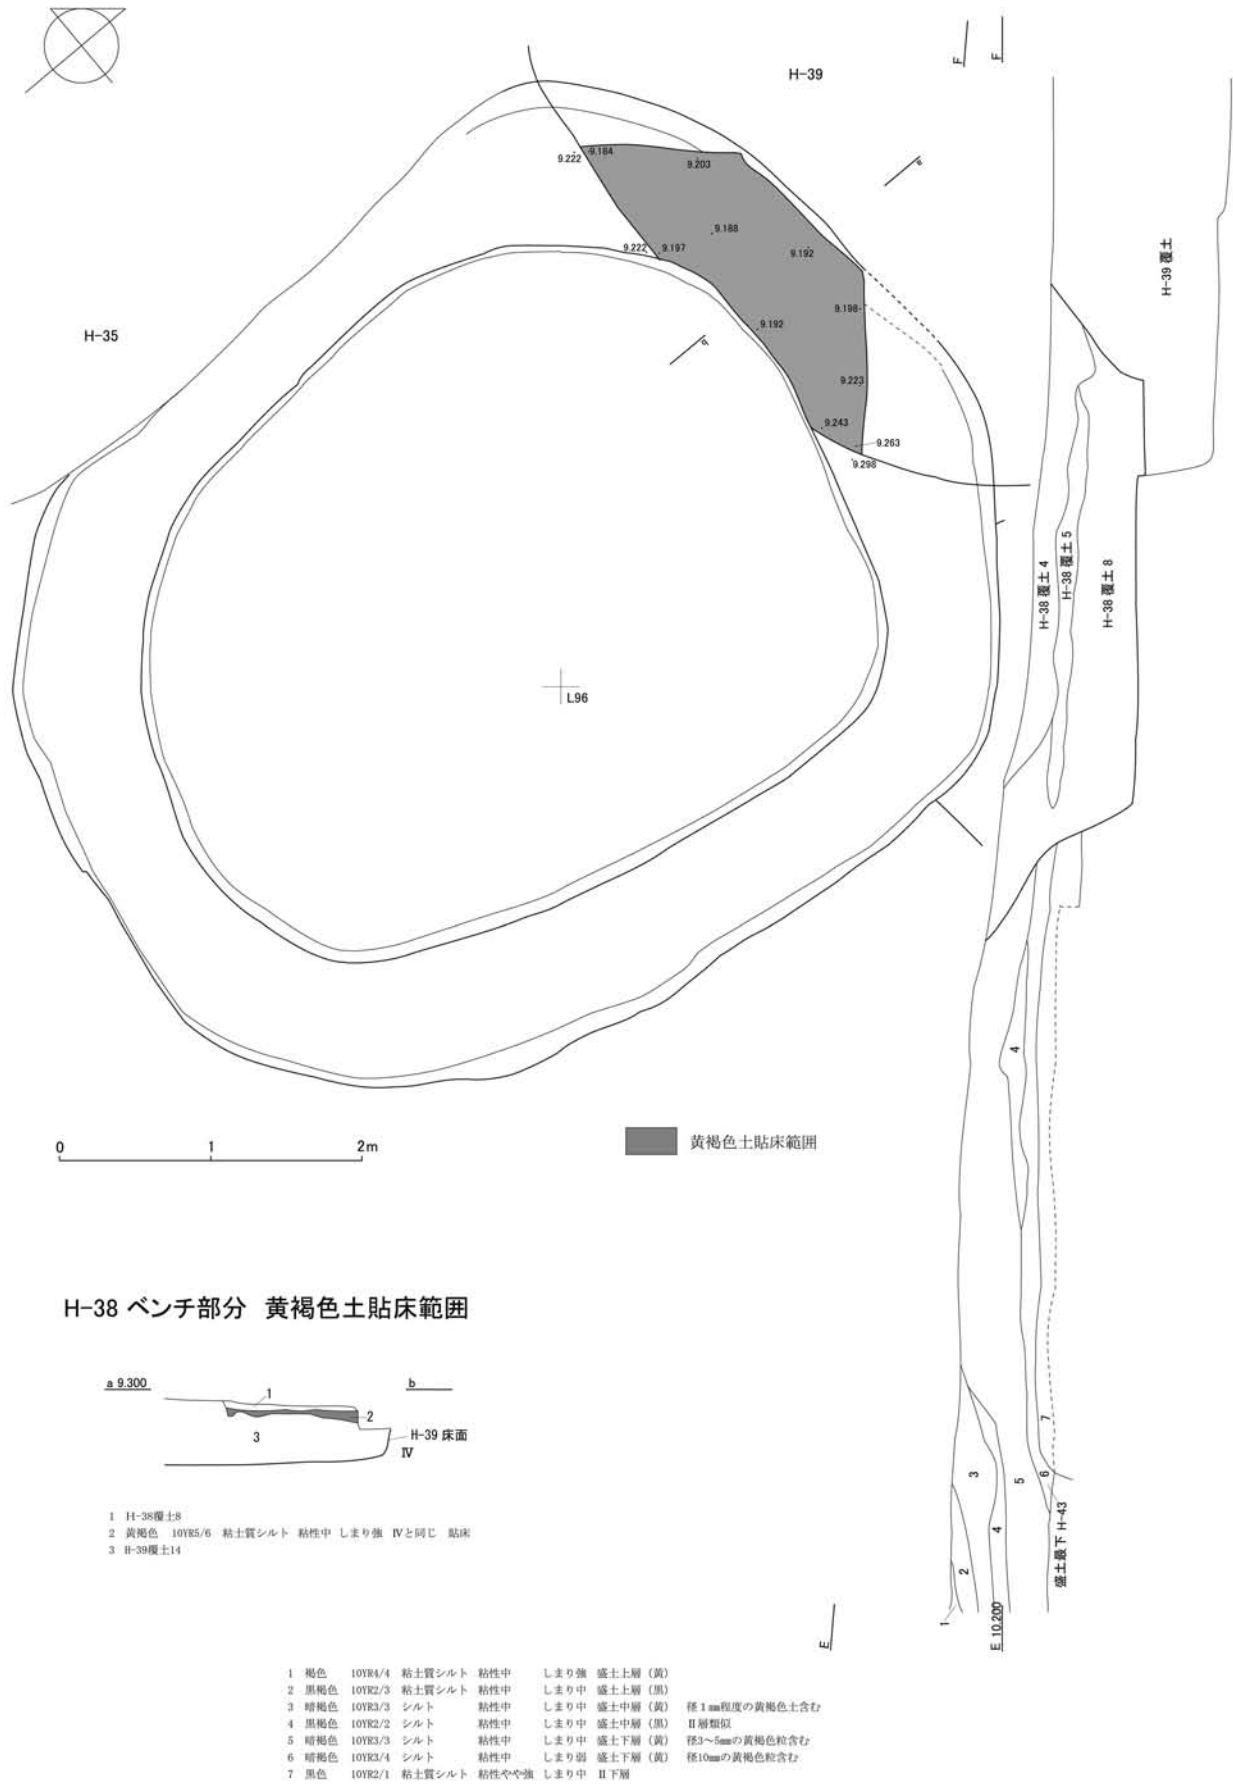 F
F
H-39
9.222
9.184
9.203
a
9.188
9.222
9.197
9.192
H-39 覆土
9.198
H-35
9.192
b
9.223
9.243
9.263
9.298
H-38 覆土 4
H-38 覆土 5
H-38 覆土 8
L96
4
0 1 2m
黄褐色土貼床範囲
H-38 ベンチ部分 黄褐色土貼床範囲
a 9.300
b
1
2
3
H-39 床面
Ⅳ
7
3
5
6
4
盛土最下 H-43
2
1
E 10.200
E
1 H-38覆土8
2 黄褐色 10YR5/6 粘土質シルト 粘性中 しまり強 Ⅳと同じ 貼床
3 H-39覆土14
1 褐色 10YR4/4 粘土質シルト 粘性中 しまり強 盛土上層（黄）
2 黒褐色 10YR2/3 粘土質シルト 粘性中 しまり中 盛土上層（黒）
3 暗褐色 10YR3/3 シルト 粘性中 しまり中 盛土中層（黄） 径1㎜程度の黄褐色土含む
4 黒褐色 10YR2/2 シルト 粘性中 しまり中 盛土中層（黒） Ⅱ層類似
5 暗褐色 10YR3/3 シルト 粘性中 しまり中 盛土下層（黄） 径3～5㎜の黄褐色粒含む
6 暗褐色 10YR3/4 シルト 粘性中 しまり弱 盛土下層（黄） 径10㎜の黄褐色粒含む
7 黒色 10YR2/1 粘土質シルト 粘性やや強 しまり中 Ⅱ下層